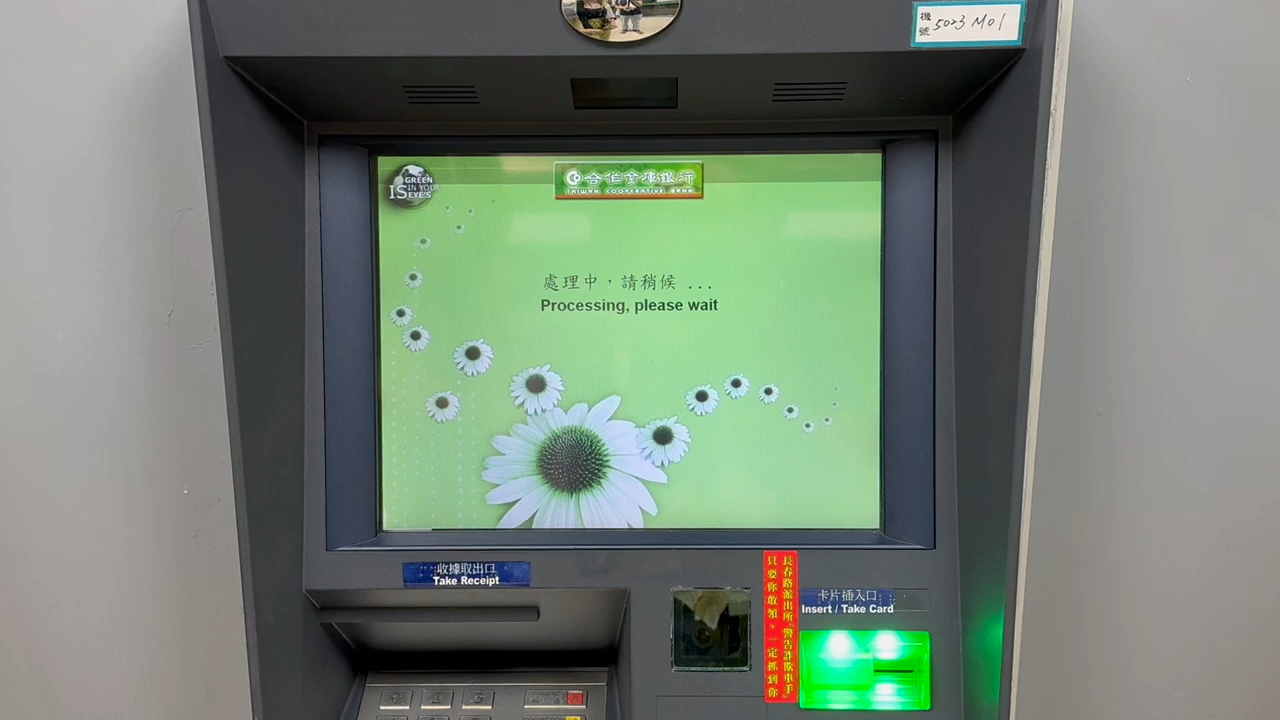 機號 5023 M01
IS GREEN IN YOUR EYES
合作金庫銀行
TAIWAN COOPERATIVE BANK
處理中，請稍候 ...
Processing, please wait
收據取出口
Take Receipt
長春路派出所『警告詐欺車手』
只要你敢領，一定抓到你
卡片插入口
Insert / Take Card